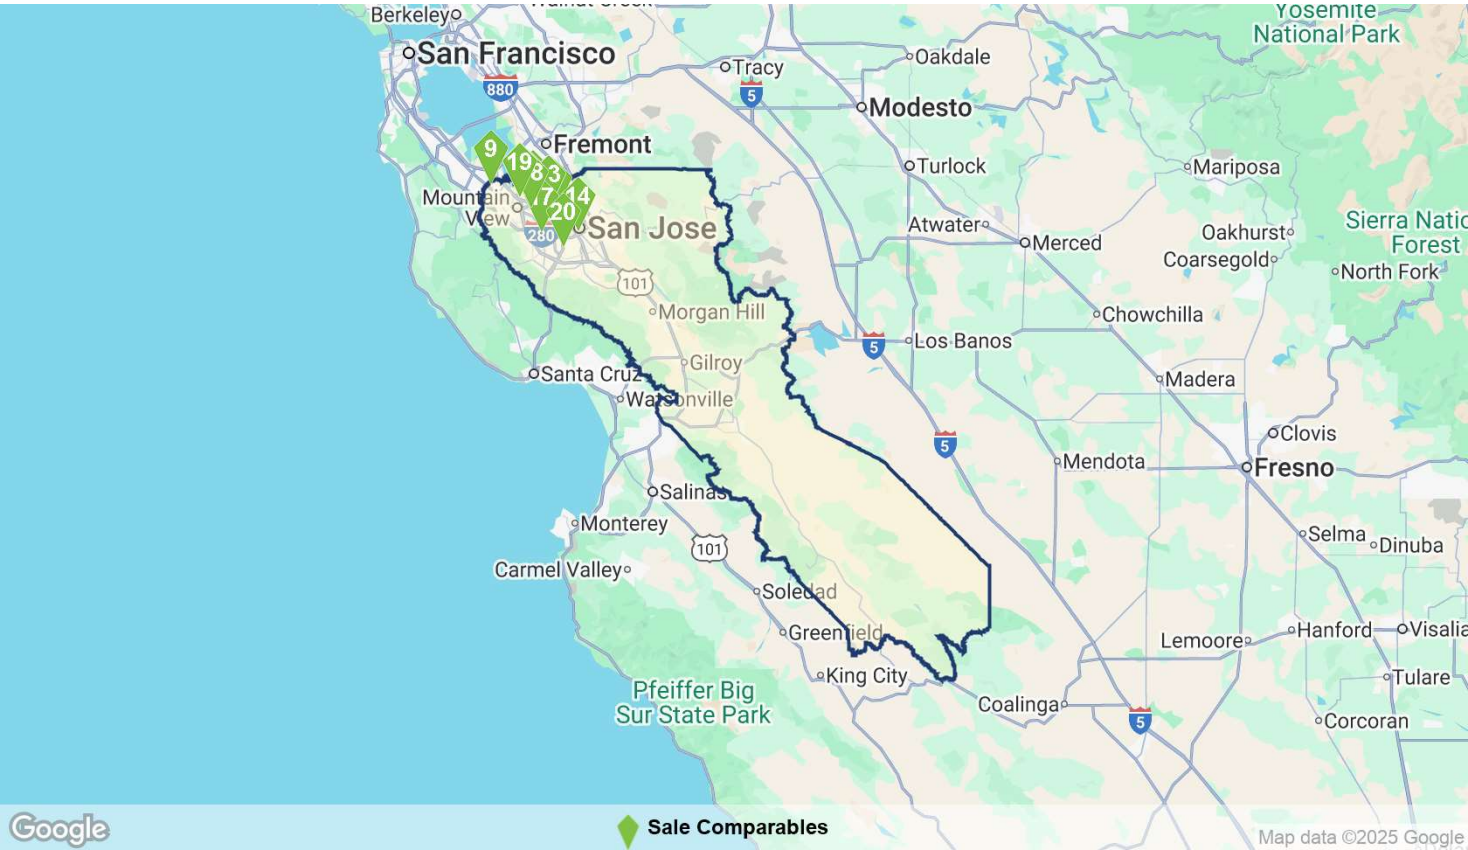 Berkeley
San Francisco
880
Tracy
5
Oakdale
Yosemite
National Park
Modesto
Fremont
9
19
8
3
Turlock
Mariposa
Mountain
View
7
14
20
280
San Jose
Atwater
Merced
Oakhurst
Coarsegold
North Fork
Forest
101
Morgan Hill
Chowchilla
5
Los Banos
Gilroy
Santa Cruz
Watsonville
Madera
5
Clovis
Mendota
Fresno
Salinas
Monterey
101
Selma
Dinuba
Carmel Valley
Soledad
Greenfield
Lemoore
Hanford
Visalia
King City
Tulare
Pfeiffer Big
Sur State Park
Coalinga
5
Corcoran
Google
Sale Comparables
Map data ©2025 Google